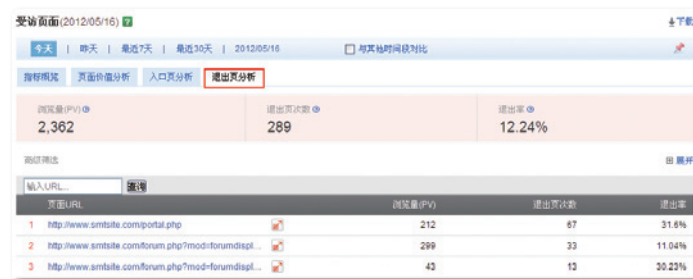 受访页面(2012/05/16) ?
下载
今天 | 昨天 | 最近7天 | 最近30天 | 2012/05/16 与其他时间段对比
指标概览 页面价值分析 入口页分析 退出页分析
浏览量(PV) 退出页次数 退出率
2,362 289 12.24%
高级筛选 展开
输入URL... 查询
页面URL 浏览量(PV) 退出页次数 退出率
1 http://www.smtsite.com/portal.php 212 67 31.6%
2 http://www.smtsite.com/forum.php?mod=forumdispl... 299 33 11.04%
3 http://www.smtsite.com/forum.php?mod=forumdispl... 43 13 30.23%